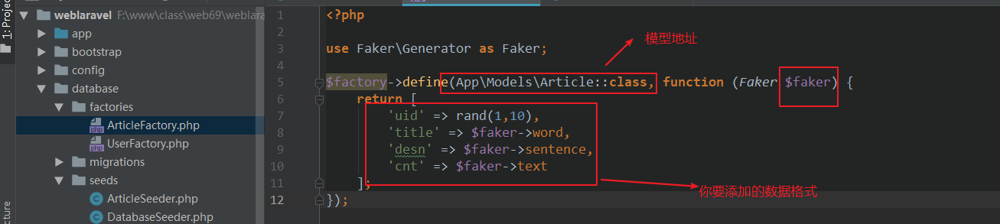 1: Project
weblaravel F:\www\class\web69\weblara
app
bootstrap
config
database
factories
ArticleFactory.php
UserFactory.php
migrations
seeds
ArticleSeeder.php
DatabaseSeeder.php
cture
1 <?php
2
3 use Faker\Generator as Faker;
4
5 $factory->define(App\Models\Article::class, function (Faker $faker) {
6 return [
7 'uid' => rand(1,10),
8 'title' => $faker->word,
9 'desn' => $faker->sentence,
10 'cnt' => $faker->text
11 ];
12 });
模型地址
你要添加的数据格式